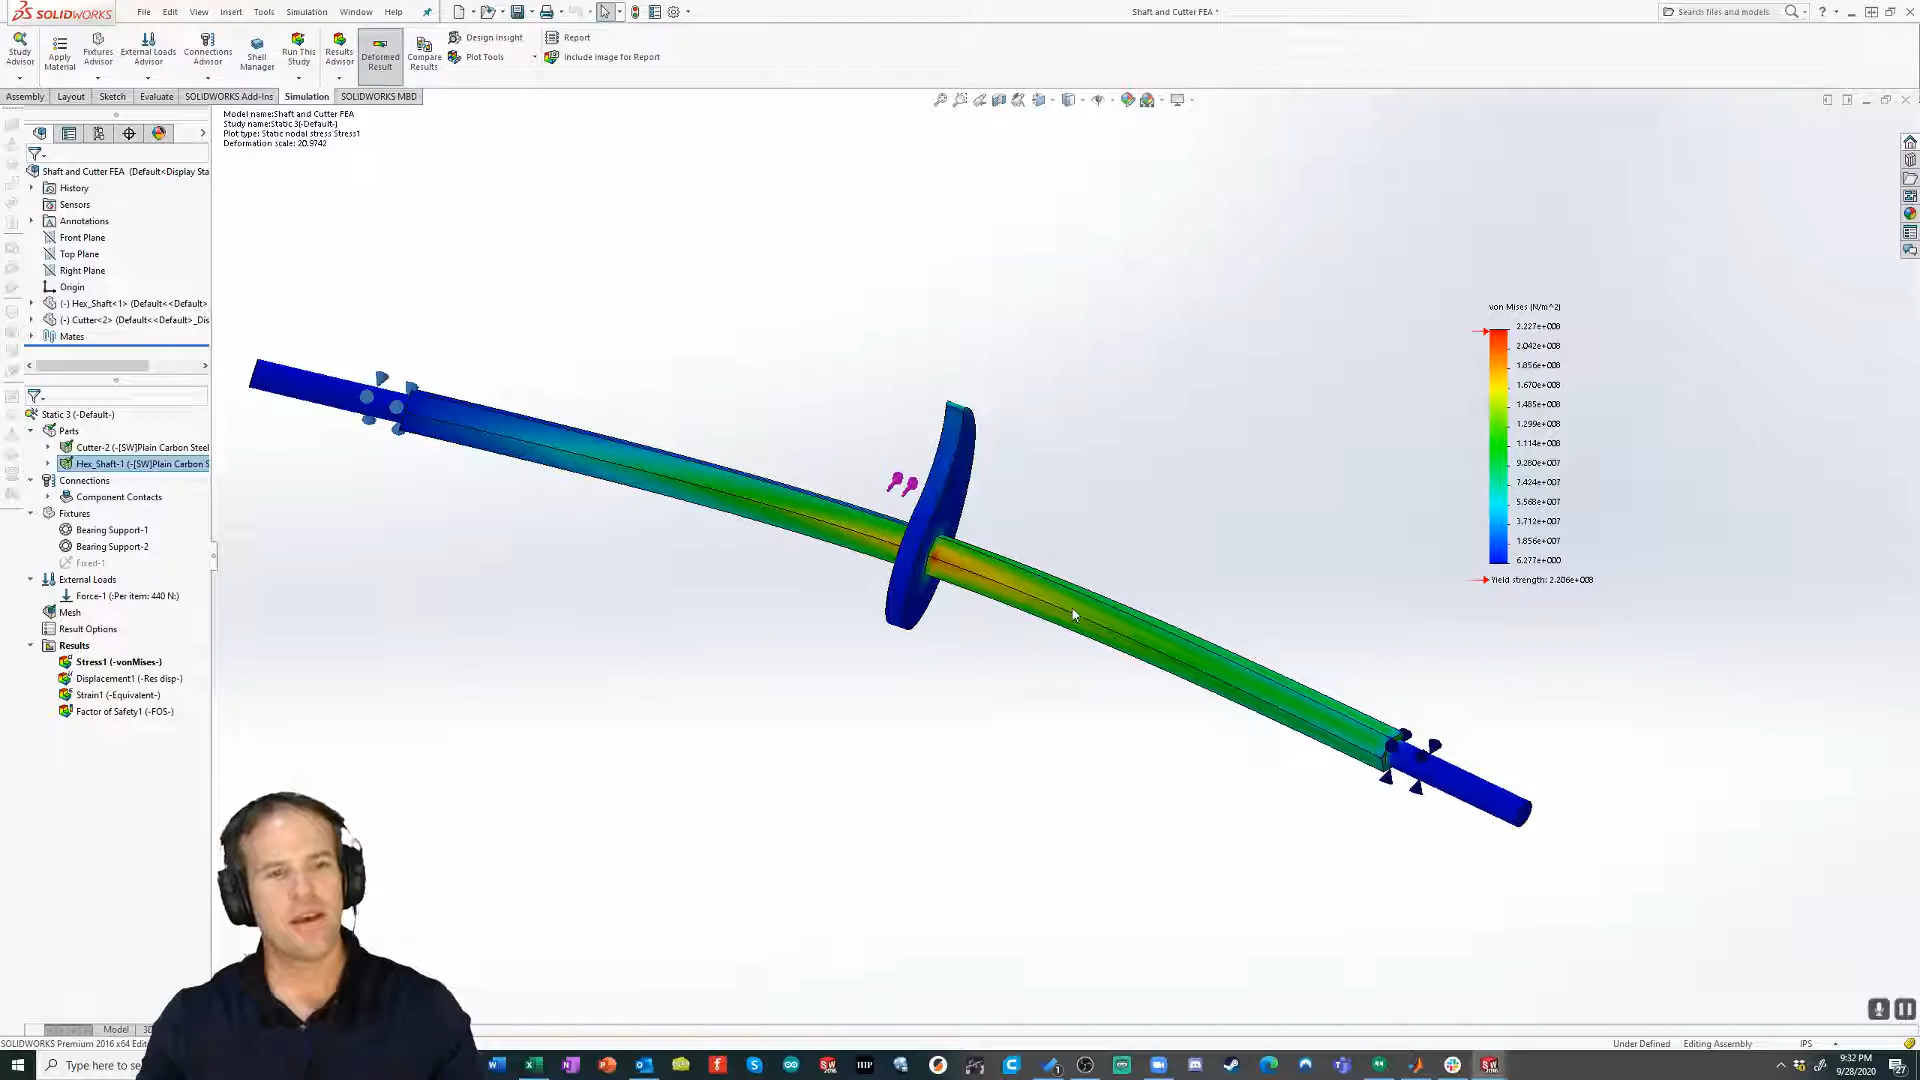 SOLIDWORKS
File Edit View Insert Tools Simulation Window Help
Shaft and Cutter FEA *
Search files and models
Study Advisor
Apply Material
Fixtures Advisor
External Loads Advisor
Connections Advisor
Shell Manager
Run This Study
Results Advisor
Deformed Result
Compare Results
Design Insight
Plot Tools
Report
Include Image for Report
Assembly Layout Sketch Evaluate SOLIDWORKS Add-Ins Simulation SOLIDWORKS MBD
Model name:Shaft and Cutter FEA
Study name:Static 3(-Default-)
Plot type: Static nodal stress Stress1
Deformation scale: 20.9742
Shaft and Cutter FEA (Default<Display Sta
History
Sensors
Annotations
Front Plane
Top Plane
Right Plane
Origin
(-) Hex_Shaft<1> (Default<<Default>
(-) Cutter<2> (Default<<Default>_Dis
Mates
Static 3 (-Default-)
Parts
Cutter-2 (-[SW]Plain Carbon Steel
Hex_Shaft-1 (-[SW]Plain Carbon S
Connections
Component Contacts
Fixtures
Bearing Support-1
Bearing Support-2
Fixed-1
External Loads
Force-1 (:Per item: 440 N:)
Mesh
Result Options
Results
Stress1 (-vonMises-)
Displacement1 (-Res disp-)
Strain1 (-Equivalent-)
Factor of Safety1 (-FOS-)
von Mises (N/m^2)
2.227e+008
2.042e+008
1.856e+008
1.670e+008
1.485e+008
1.299e+008
1.114e+008
9.280e+007
7.424e+007
5.568e+007
3.712e+007
1.856e+007
6.277e+000
Yield strength: 2.206e+008
Model
SOLIDWORKS Premium 2016 x64 Edit
Under Defined
Editing Assembly
IPS
Type here to se
9:32 PM
9/28/2020
27